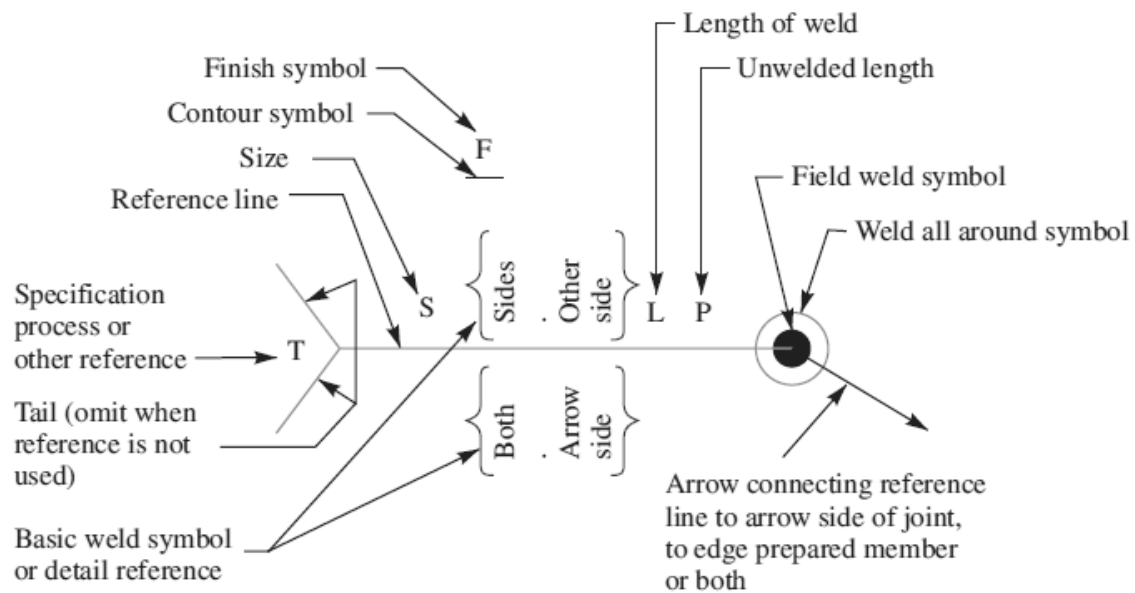 Length of weld
Finish symbol
Unwelded length
Contour symbol
F
Size
Field weld symbol
Reference line
Weld all around symbol
Specification
process or
other reference
T
S
Sides
. Other
side
L
P
Tail (omit when
reference is not
used)
Both
. Arrow
side
Arrow connecting reference
line to arrow side of joint,
to edge prepared member
or both
Basic weld symbol
or detail reference